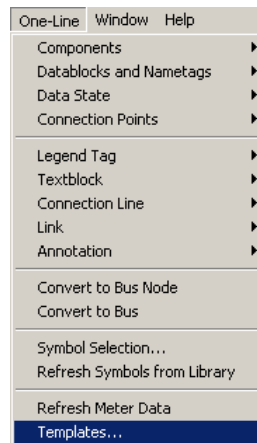 One-Line Window Help
Components
Datablocks and Nametags
Data State
Connection Points
Legend Tag
Textblock
Connection Line
Link
Annotation
Convert to Bus Node
Convert to Bus
Symbol Selection...
Refresh Symbols from Library
Refresh Meter Data
Templates...